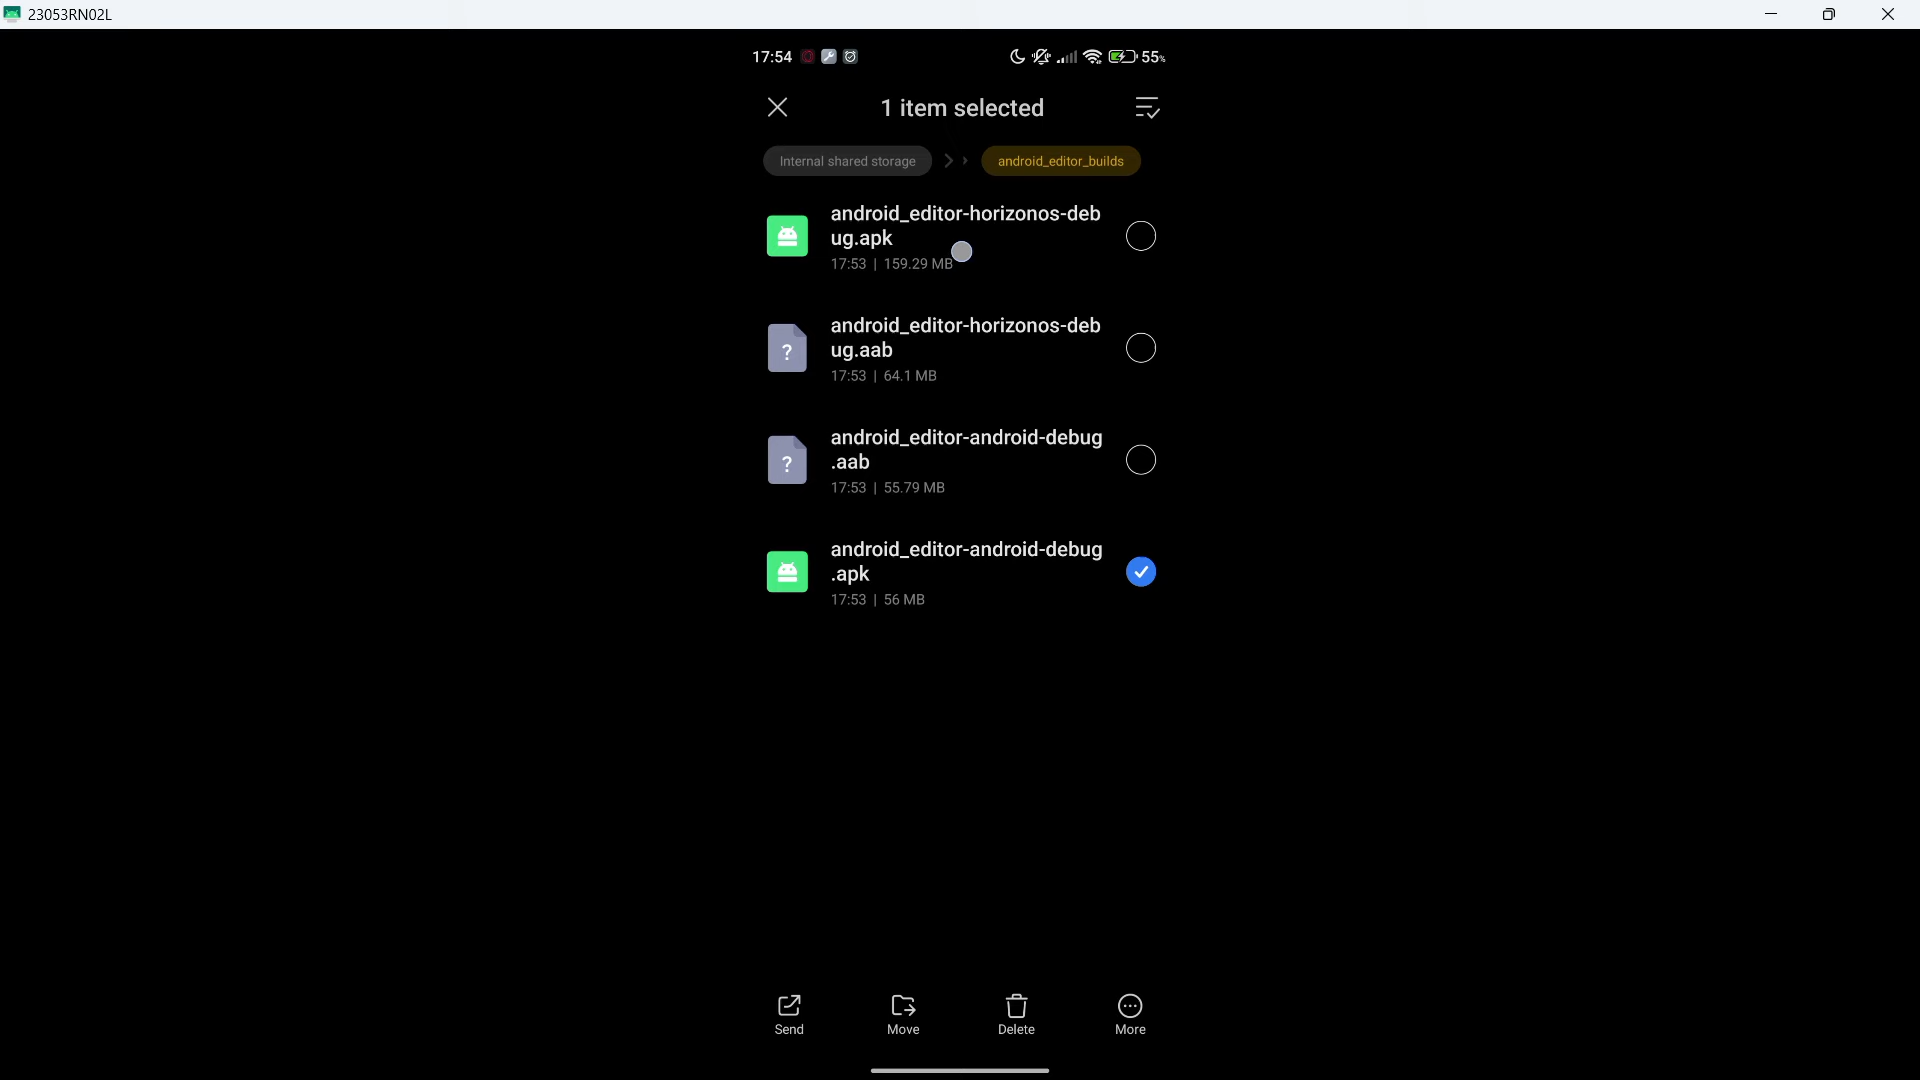 23053RN02L
17:54
55%
1 item selected
Internal shared storage
android_editor_builds
android_editor-horizonos-deb
ug.apk
17:53 | 159.29 MB
android_editor-horizonos-deb
ug.aab
17:53 | 64.1 MB
android_editor-android-debug
.aab
17:53 | 55.79 MB
android_editor-android-debug
.apk
17:53 | 56 MB
Send
Move
Delete
More